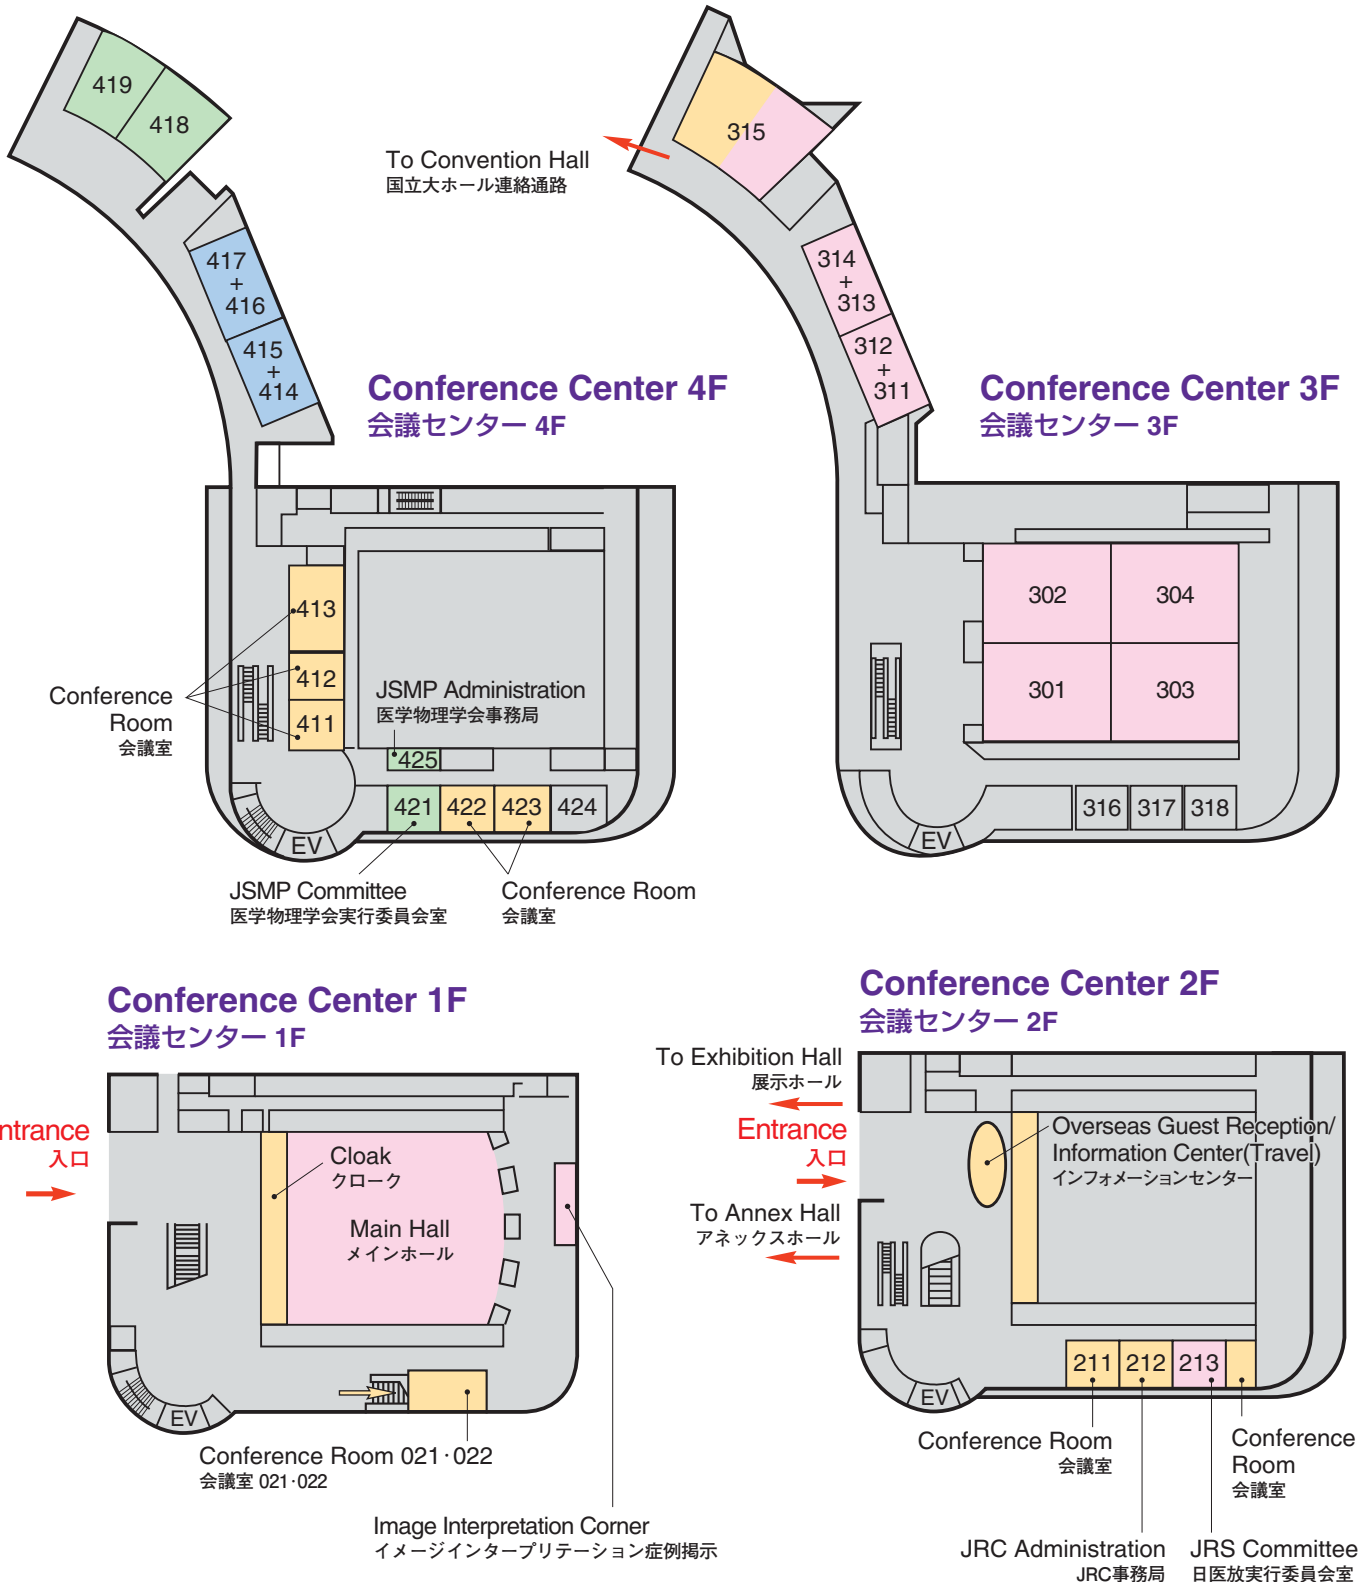 419
418
417
+
416
415
+
414
Conference Center 4F
会議センター 4F
413
412
411
Conference
Room
会議室
JSMP Administration
医学物理学会事務局
425
421
422
423
424
EV
JSMP Committee
医学物理学会実行委員会室
Conference Room
会議室
315
To Convention Hall
国立大ホール連絡通路
314
+
313
312
+
311
Conference Center 3F
会議センター 3F
302
304
301
303
316
317
318
EV
Conference Center 1F
会議センター 1F
ntrance
入口
Cloak
クローク
Main Hall
メインホール
EV
Conference Room 021·022
会議室 021·022
Image Interpretation Corner
イメージインタープリテーション症例掲示
Conference Center 2F
会議センター 2F
To Exhibition Hall
展示ホール
Entrance
入口
To Annex Hall
アネックスホール
Overseas Guest Reception/
Information Center(Travel)
インフォメーションセンター
211
212
213
EV
Conference Room
会議室
Conference
Room
会議室
JRC Administration
JRC事務局
JRS Committee
日医放実行委員会室